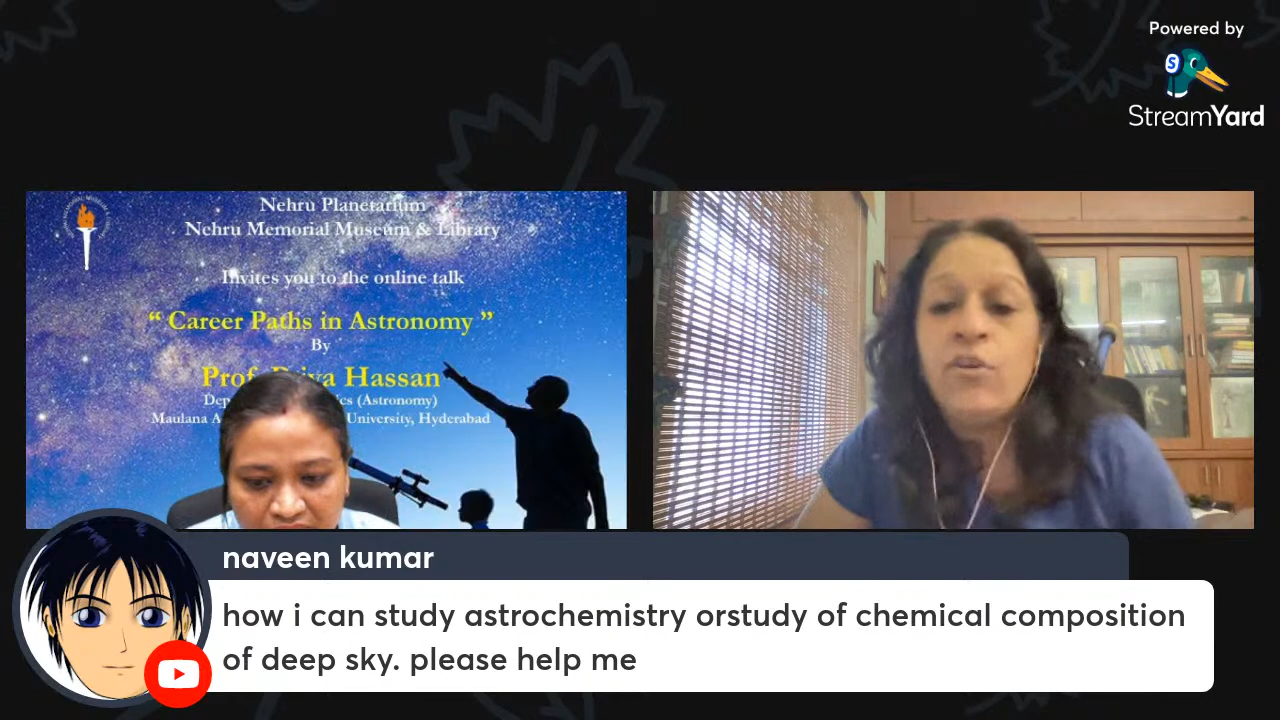 Powered by
S
StreamYard
Nehru Planetarium
Nehru Memorial Museum & Library
Invites you to the online talk
" Career Paths in Astronomy "
By
Prof. Hassan
(Astronomy)
Maulana University, Hyderabad
naveen kumar
how i can study astrochemistry orstudy of chemical composition
of deep sky. please help me